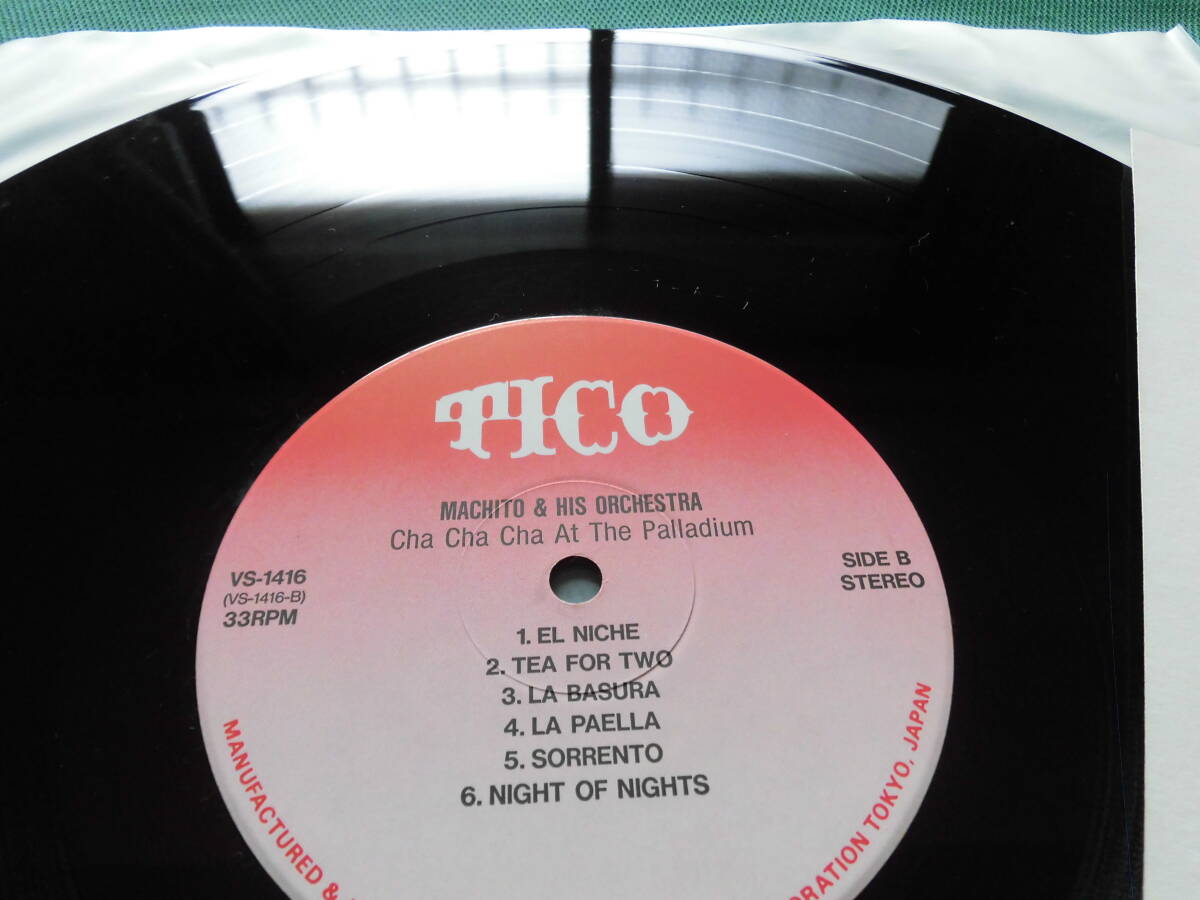 TICO
MACHITO & HIS ORCHESTRA
Cha Cha Cha At The Palladium
VS-1416
(VS-1416-B)
33RPM
SIDE B
STEREO
1. EL NICHE
2. TEA FOR TWO
3. LA BASURA
4. LA PAELLA
5. SORRENTO
6. NIGHT OF NIGHTS
MANUFACTURED &
TOKYO, JAPAN